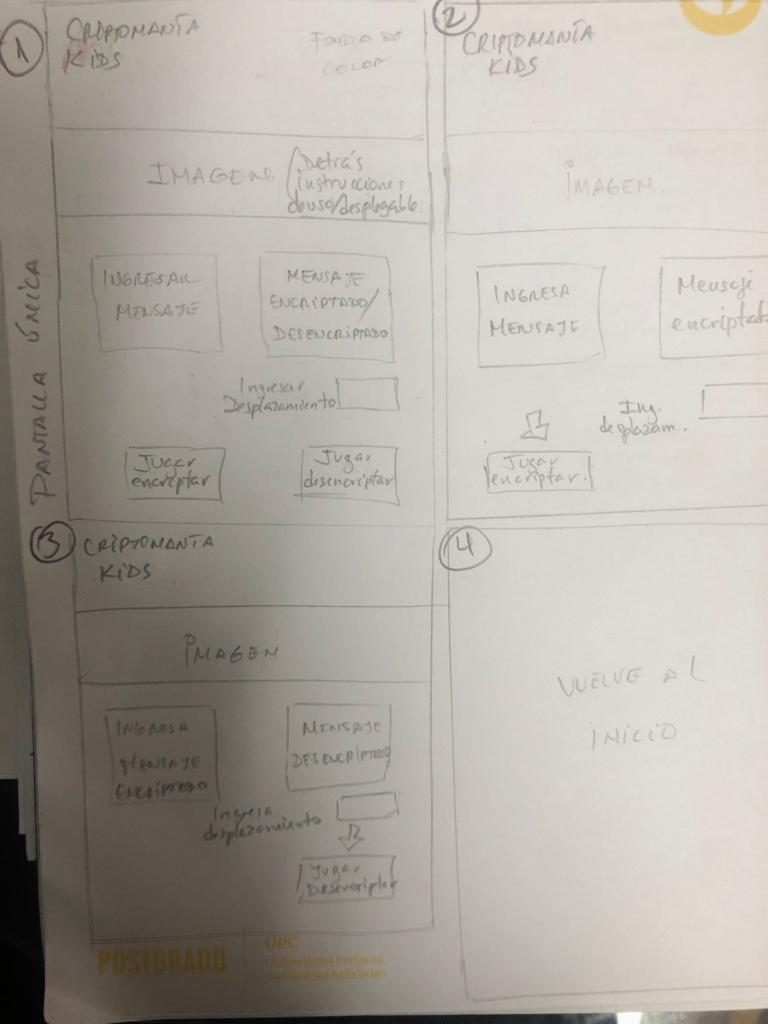 PANTALLA ÚNICA
1
CRIPTOMANÍA
KIDS
FONDO DE
COLOR
IMAGEN
/Detrás
instrucciones
de uso/desplegable.
INGRESAR
MENSAJE
MENSAJE
ENCRIPTADO/
DESENCRIPTADO
Ingresar
Desplazamiento
Jugar
encriptar
Jugar
desencriptar
2
CRIPTOMANÍA
KIDS
IMAGEN
INGRESA
MENSAJE
Mensaje
encriptado
Ing.
desplazam.
Jugar
encriptar.
3
CRIPTOMANÍA
KIDS
IMAGEN
INGRESA
MENSAJE
ENCRIPTADO
MENSAJE
DESENCRIPTADO
Ingresa
desplazamiento
Jugar
Desencriptar
4
VUELVE AL
INICIO
POSTGRADO
UPC
Universidad Peruana
de Ciencias Aplicadas